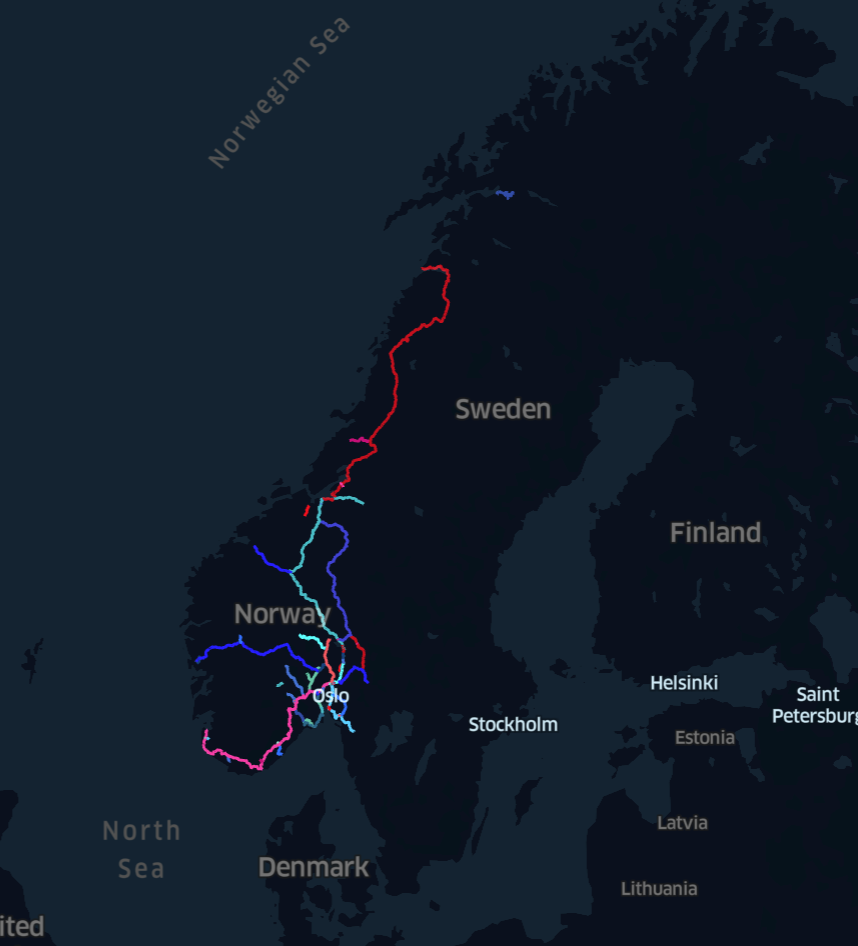 Norwegian Sea
Sweden
Finland
Norway
Helsinki
Oslo
Saint
Petersburg
Stockholm
Estonia
North
Sea
Latvia
Denmark
Lithuania
ited